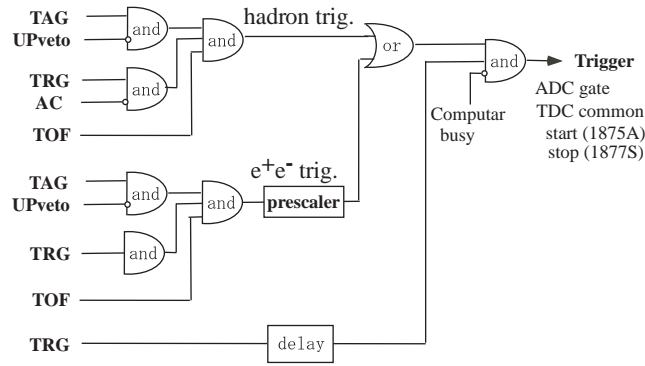 TAG
UPveto
and
and
hadron trig.
or
and
Trigger
TRG
AC
and
TOF
Computar
busy
ADC gate
TDC common
start (1875A)
stop (1877S)
e+e- trig.
TAG
UPveto
and
and
prescaler
TRG
and
TOF
TRG
delay